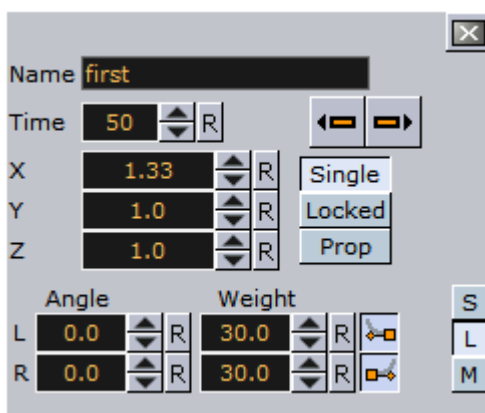 Name first
Time 50 R
X 1.33 R Single
Y 1.0 R Locked
Z 1.0 R Prop
Angle Weight S
L 0.0 R 30.0 R L
R 0.0 R 30.0 R M